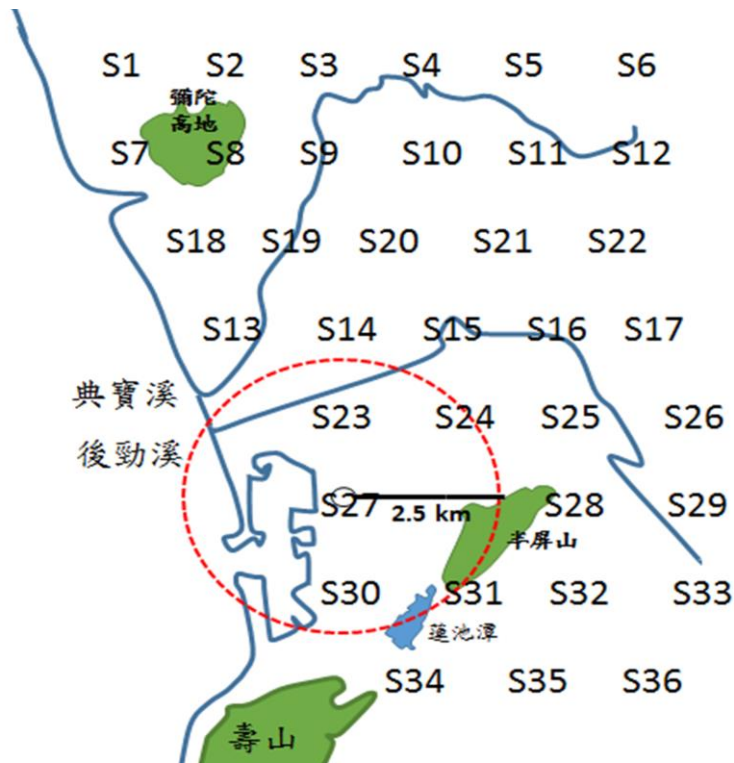 S1 S2 S3 S4 S5 S6
彌陀
高地
S7 S8 S9 S10 S11 S12
S18 S19 S20 S21 S22
S13 S14 S15 S16 S17
典寶溪
S23 S24 S25 S26
後勁溪
S27 S28 S29
2.5 km
半屏山
S30 S31 S32 S33
蓮池潭
S34 S35 S36
壽山